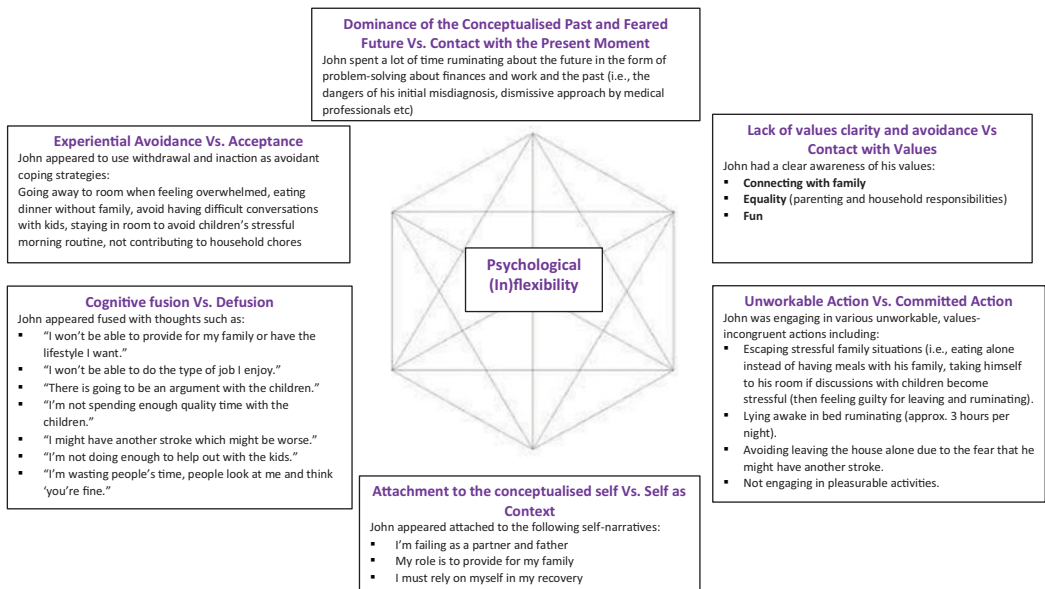 Dominance of the Conceptualised Past and Feared
Future Vs. Contact with the Present Moment
John spent a lot of time ruminating about the future in the form of
problem-solving about finances and work and the past (i.e., the
dangers of his initial misdiagnosis, dismissive approach by medical
professionals etc)
Experiential Avoidance Vs. Acceptance
John appeared to use withdrawal and inaction as avoidant
coping strategies:
Going away to room when feeling overwhelmed, eating
dinner without family, avoid having difficult conversations
with kids, staying in room to avoid children's stressful
morning routine, not contributing to household chores
Lack of values clarity and avoidance Vs
Contact with Values
John had a clear awareness of his values:
▪ Connecting with family
▪ Equality (parenting and household responsibilities)
▪ Fun
Psychological
(In)flexibility
Cognitive fusion Vs. Defusion
John appeared fused with thoughts such as:
▪ "I won't be able to provide for my family or have the
lifestyle I want."
▪ "I won't be able to do the type of job I enjoy."
▪ "There is going to be an argument with the children."
▪ "I'm not spending enough quality time with the
children."
▪ "I might have another stroke which might be worse."
▪ "I'm not doing enough to help out with the kids."
▪ "I'm wasting people's time, people look at me and think
'you're fine."
Unworkable Action Vs. Committed Action
John was engaging in various unworkable, values-
incongruent actions including:
▪ Escaping stressful family situations (i.e., eating alone
instead of having meals with his family, taking himself
to his room if discussions with children become
stressful (then feeling guilty for leaving and ruminating).
▪ Lying awake in bed ruminating (approx. 3 hours per
night).
▪ Avoiding leaving the house alone due to the fear that he
might have another stroke.
▪ Not engaging in pleasurable activities.
Attachment to the conceptualised self Vs. Self as
Context
John appeared attached to the following self-narratives:
▪ I'm failing as a partner and father
▪ My role is to provide for my family
▪ I must rely on myself in my recovery